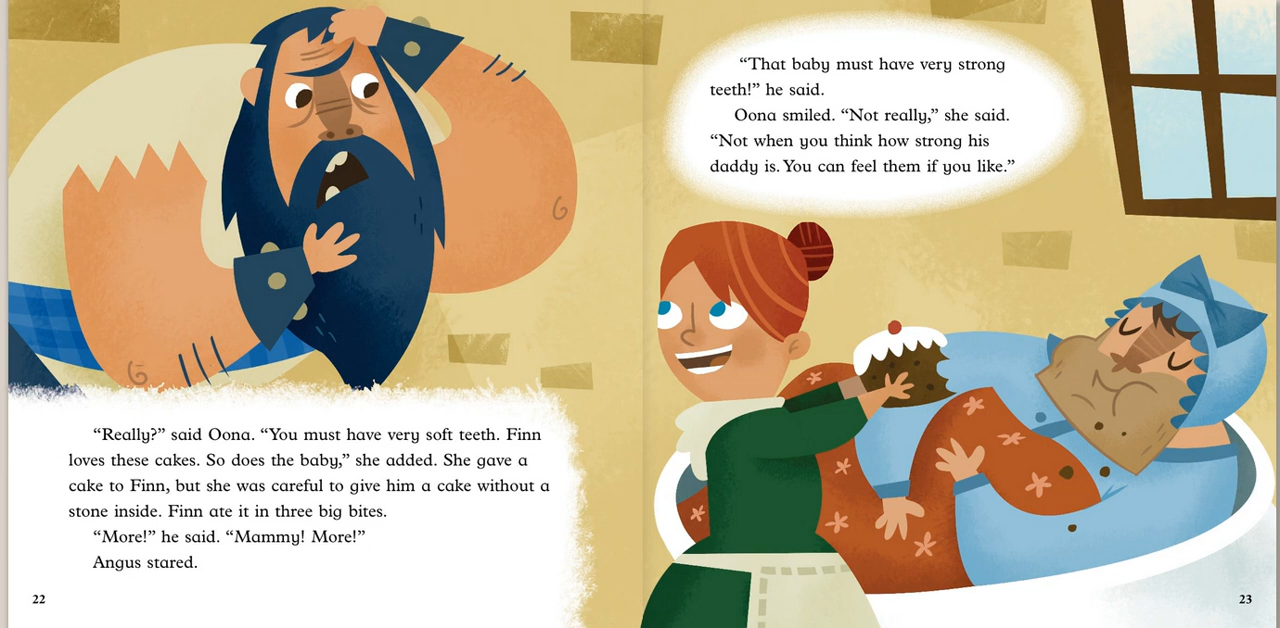 “Really?” said Oona. “You must have very soft teeth. Finn
loves these cakes. So does the baby,” she added. She gave a
cake to Finn, but she was careful to give him a cake without a
stone inside. Finn ate it in three big bites.
“More!” he said. “Mammy! More!”
Angus stared.
22
“That baby must have very strong
teeth!” he said.
Oona smiled. “Not really,” she said.
“Not when you think how strong his
daddy is. You can feel them if you like.”
23